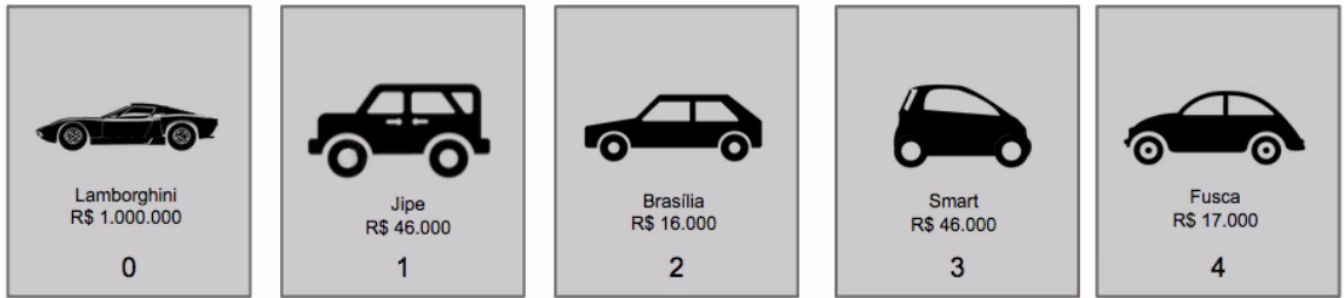 Lamborghini
R$ 1.000.000
0
Jipe
R$ 46.000
1
Brasília
R$ 16.000
2
Smart
R$ 46.000
3
Fusca
R$ 17.000
4